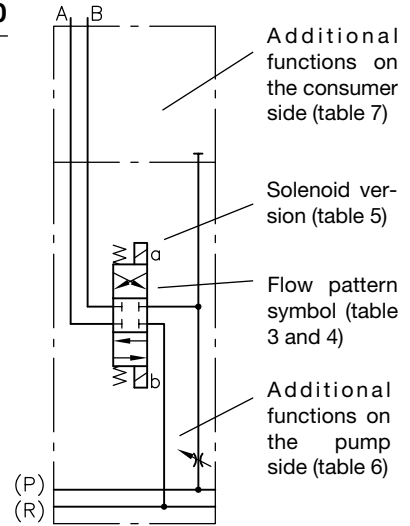 0
A B
Additional
functions on
the consumer
side (table 7)
Solenoid ver-
sion (table 5)
a
Flow pattern
symbol (table
3 and 4)
b
Additional
functions on
the pump
side (table 6)
(P)
(R)